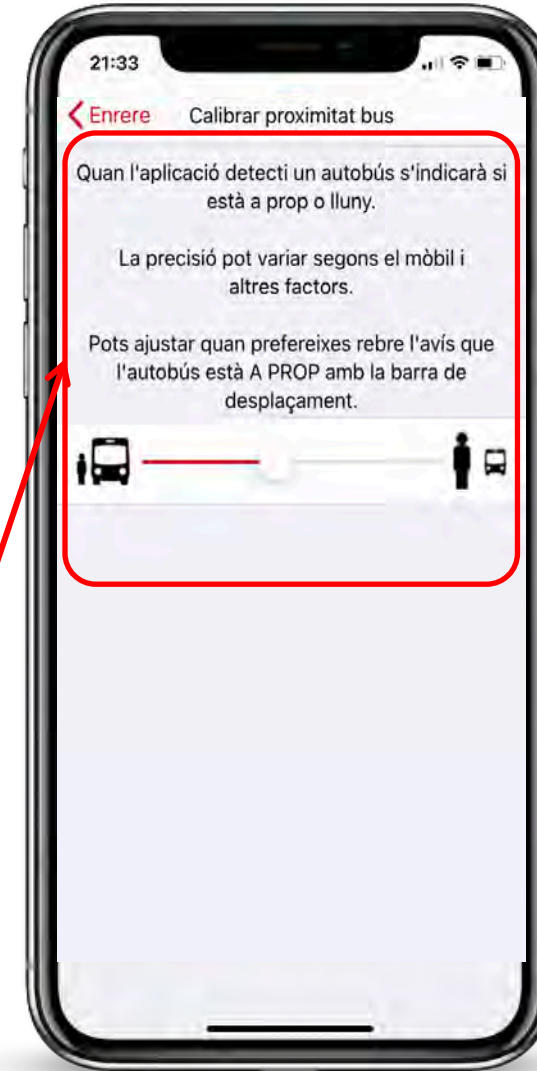 21:33
Enrere Calibrar proximitat bus
Quan l'aplicació detecti un autobús s'indicarà si
està a prop o lluny.
La precisió pot variar segons el mòbil i
altres factors.
Pots ajustar quan prefereixes rebre l'avís que
l'autobús està A PROP amb la barra de
desplaçament.